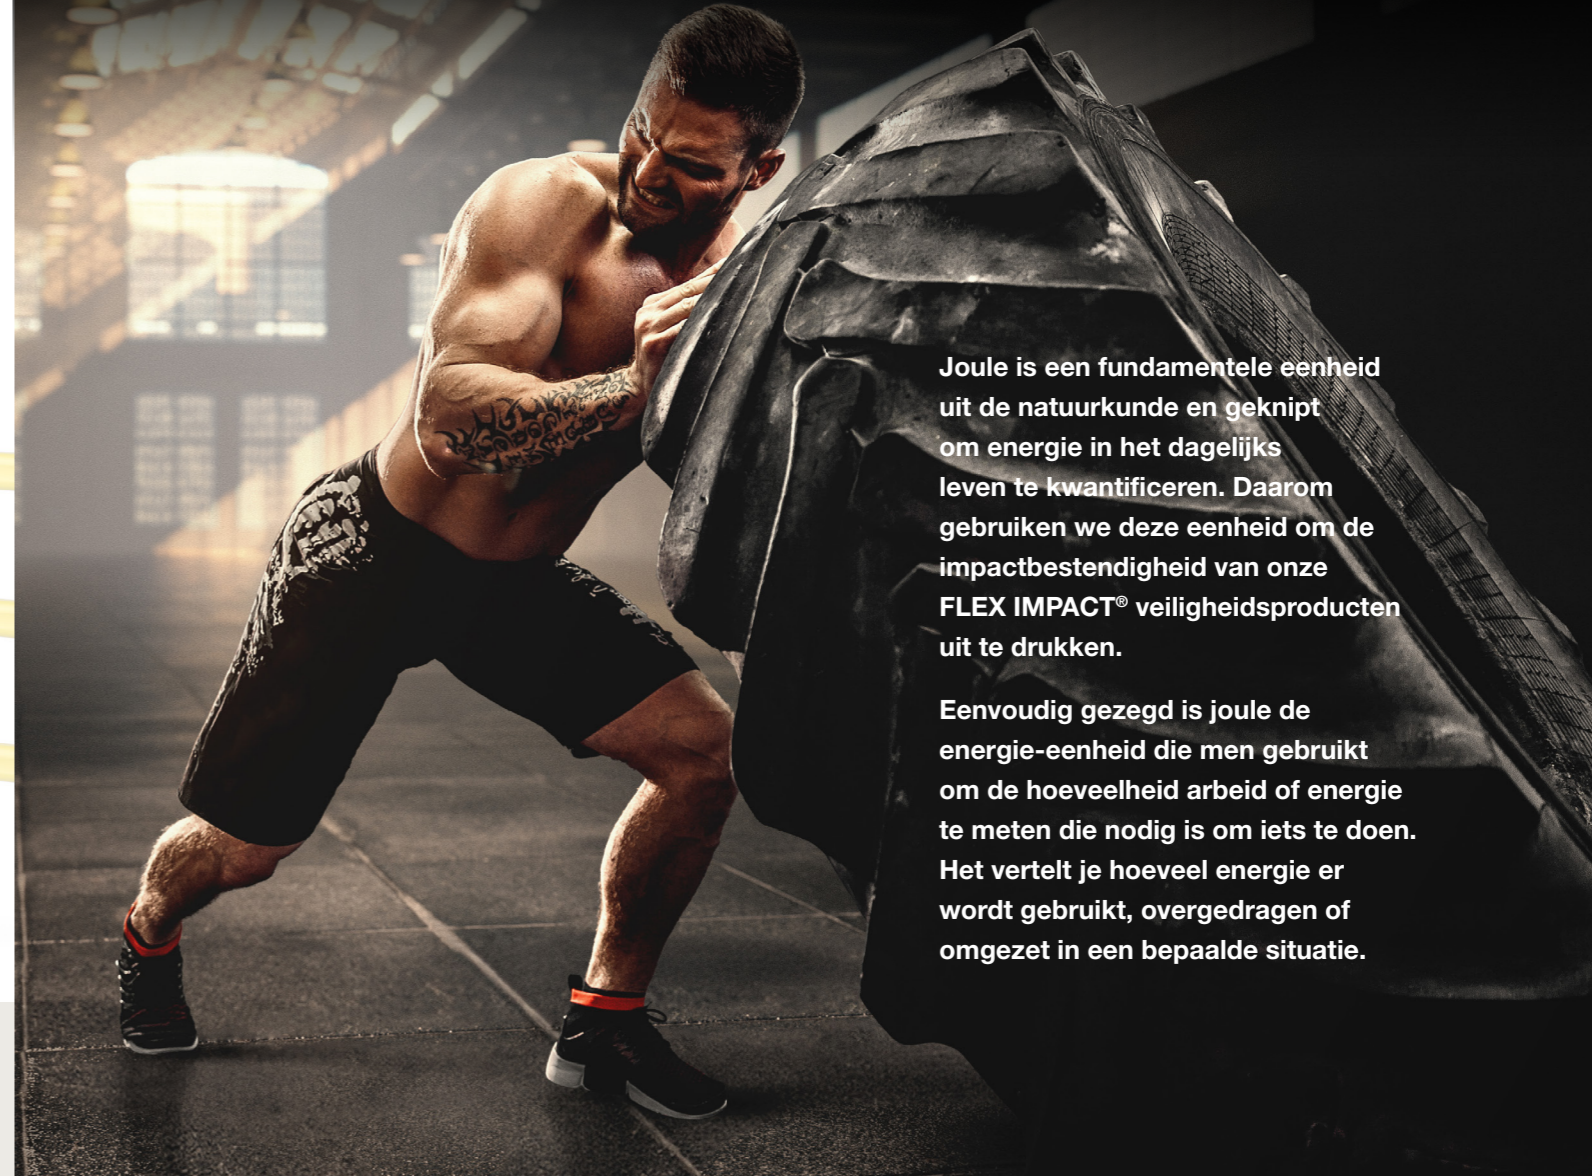 Joule is een fundamentele eenheid
uit de natuurkunde en geknipt
om energie in het dagelijks
leven te kwantificeren. Daarom
gebruiken we deze eenheid om de
impactbestendigheid van onze
FLEX IMPACT® veiligheidsproducten
uit te drukken.
Eenvoudig gezegd is joule de
energie-eenheid die men gebruikt
om de hoeveelheid arbeid of energie
te meten die nodig is om iets te doen.
Het vertelt je hoeveel energie er
wordt gebruikt, overgedragen of
omgezet in een bepaalde situatie.